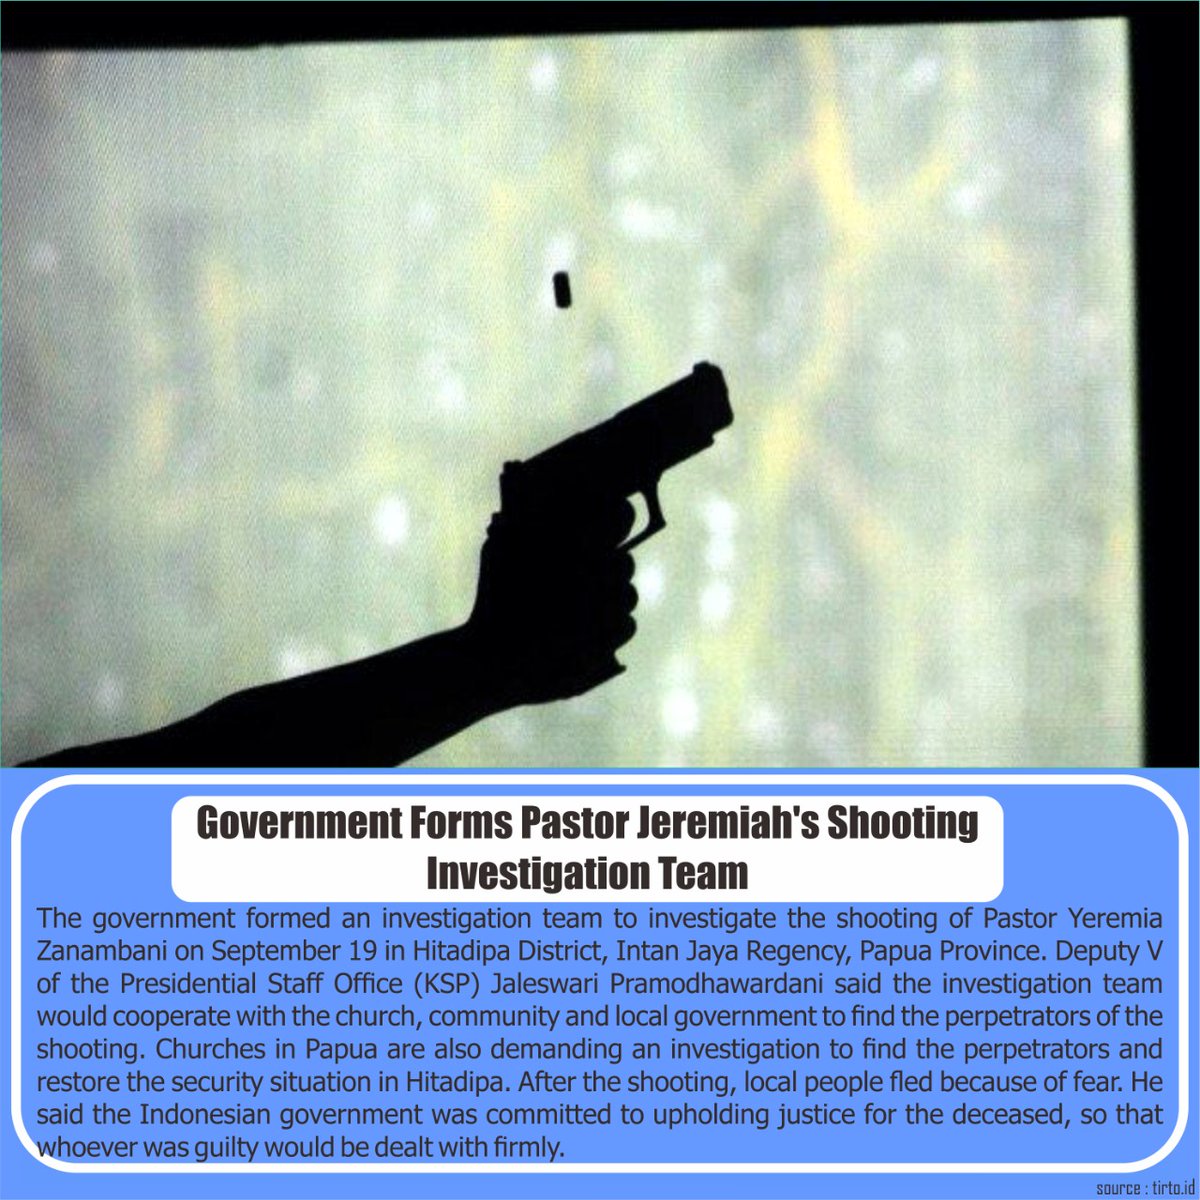 Government Forms Pastor Jeremiah's Shooting
Investigation Team
The government formed an investigation team to investigate the shooting of Pastor Yeremia
Zanambani on September 19 in Hitadipa District, Intan Jaya Regency, Papua Province. Deputy V
of the Presidential Staff Office (KSP) Jaleswari Pramodhawardani said the investigation team
would cooperate with the church, community and local government to find the perpetrators of the
shooting. Churches in Papua are also demanding an investigation to find the perpetrators and
restore the security situation in Hitadipa. After the shooting, local people fled because of fear. He
said the Indonesian government was committed to upholding justice for the deceased, so that
whoever was guilty would be dealt with firmly.
source : tirto.id